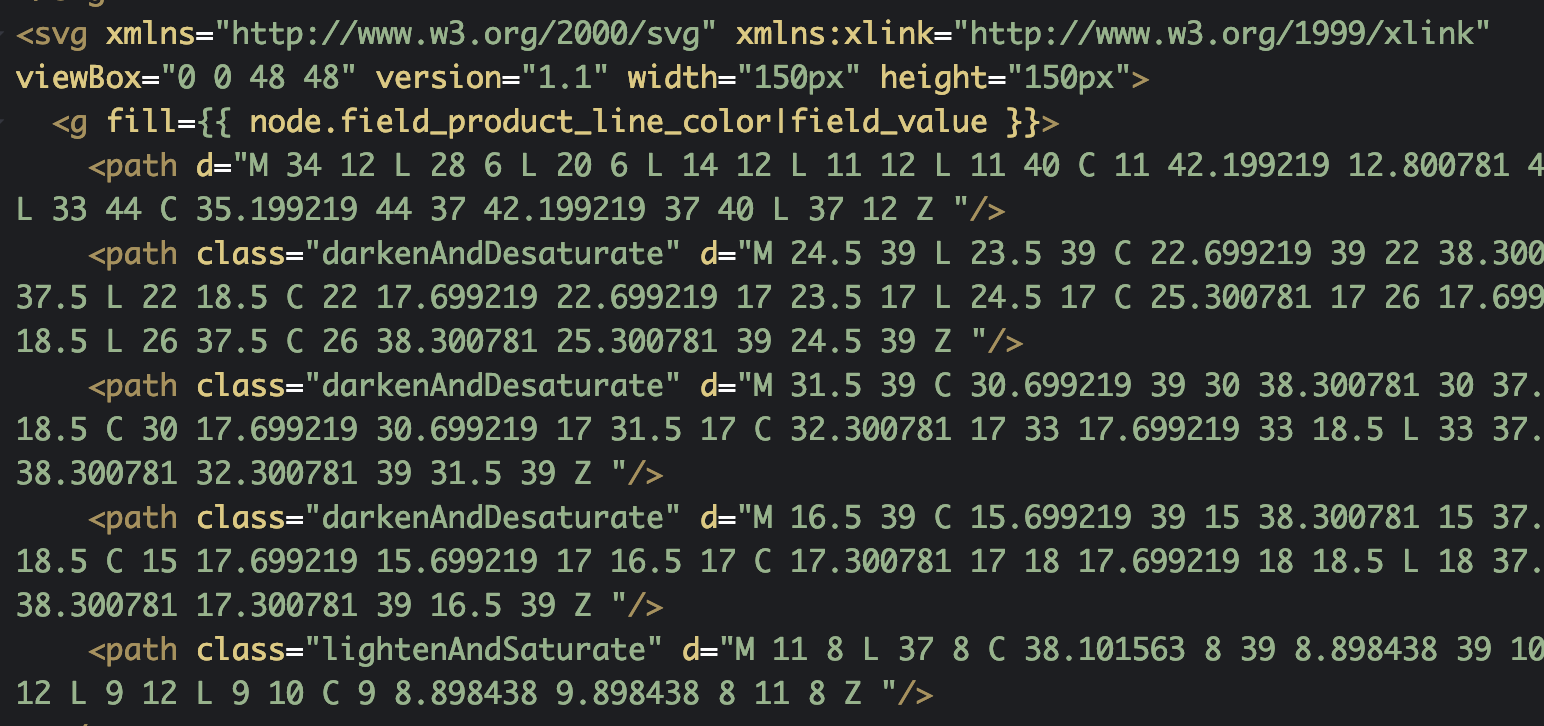 <svg xmlns="http://www.w3.org/2000/svg" xmlns:xlink="http://www.w3.org/1999/xlink"
viewBox="0 0 48 48" version="1.1" width="150px" height="150px">
<g fill={{ node.field_product_line_color|field_value }}>
<path d="M 34 12 L 28 6 L 20 6 L 14 12 L 11 12 L 11 40 C 11 42.199219 12.800781 4
L 33 44 C 35.199219 44 37 42.199219 37 40 L 37 12 Z "/>
<path class="darkenAndDesaturate" d="M 24.5 39 L 23.5 39 C 22.699219 39 22 38.300
37.5 L 22 18.5 C 22 17.699219 22.699219 17 23.5 17 L 24.5 17 C 25.300781 17 26 17.699
18.5 L 26 37.5 C 26 38.300781 25.300781 39 24.5 39 Z "/>
<path class="darkenAndDesaturate" d="M 31.5 39 C 30.699219 39 30 38.300781 30 37.
18.5 C 30 17.699219 30.699219 17 31.5 17 C 32.300781 17 33 17.699219 33 18.5 L 33 37.
38.300781 32.300781 39 31.5 39 Z "/>
<path class="darkenAndDesaturate" d="M 16.5 39 C 15.699219 39 15 38.300781 15 37.
18.5 C 15 17.699219 15.699219 17 16.5 17 C 17.300781 17 18 17.699219 18 18.5 L 18 37.
38.300781 17.300781 39 16.5 39 Z "/>
<path class="lightenAndSaturate" d="M 11 8 L 37 8 C 38.101563 8 39 8.898438 39 10
12 L 9 12 L 9 10 C 9 8.898438 9.898438 8 11 8 Z "/>